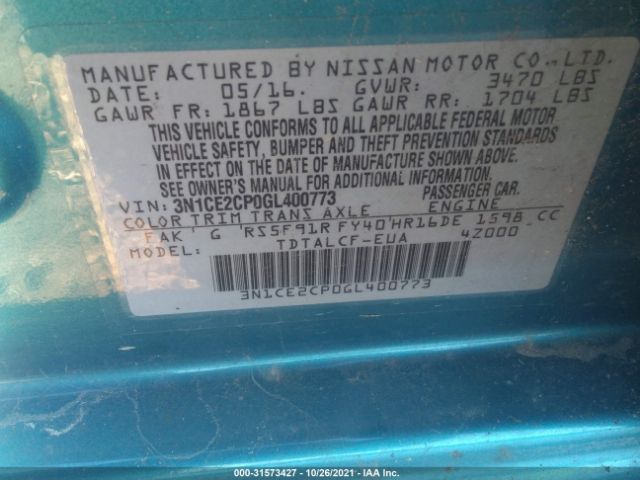 MANUFACTURED BY NISSAN MOTOR CO., LTD.
DATE: 05/16. GVWR: 3470 LBS
GAWR FR: 1867 LBS GAWR RR: 1704 LBS
THIS VEHICLE CONFORMS TO ALL APPLICABLE FEDERAL MOTOR
VEHICLE SAFETY, BUMPER AND THEFT PREVENTION STANDARDS
IN EFFECT ON THE DATE OF MANUFACTURE SHOWN ABOVE.
SEE OWNER'S MANUAL FOR ADDITIONAL INFORMATION.
VIN: 3N1CE2CP0GL400773 PASSENGER CAR.
COLOR TRIM TRANS AXLE ENGINE
FAK G RS5F91R FY40 HR16DE 1598 CC
MODEL: TDTALCF-EUA 4Z000
3N1CE2CP0GL400773
000-31573427 - 10/26/2021 - IAA Inc.